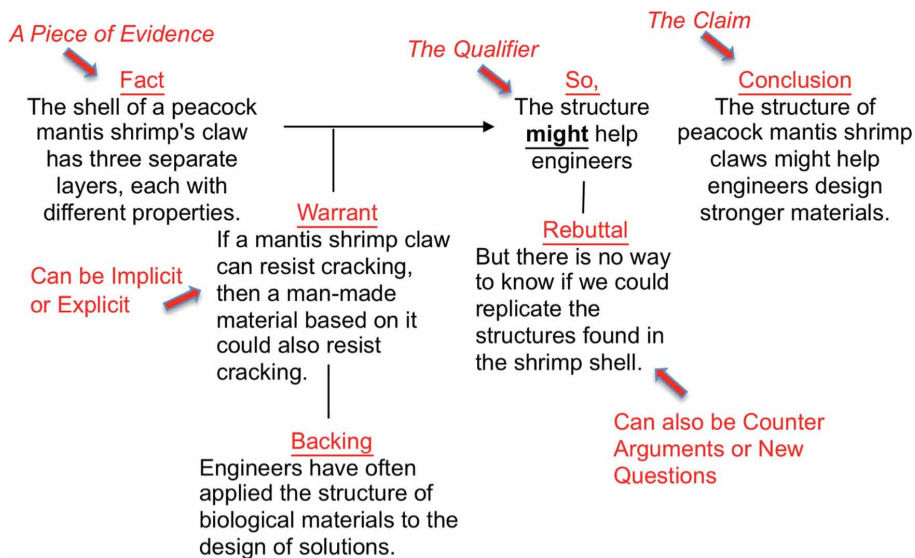 A Piece of Evidence
Fact
The shell of a peacock
mantis shrimp's claw
has three separate
layers, each with
different properties.
The Qualifier
So,
The structure
might help
engineers
The Claim
Conclusion
The structure of
peacock mantis shrimp
claws might help
engineers design
stronger materials.
Can be Implicit
or Explicit
Warrant
If a mantis shrimp claw
can resist cracking,
then a man-made
material based on it
could also resist
cracking.
Rebuttal
But there is no way
to know if we could
replicate the
structures found in
the shrimp shell.
Can also be Counter
Arguments or New
Questions
Backing
Engineers have often
applied the structure of
biological materials to the
design of solutions.